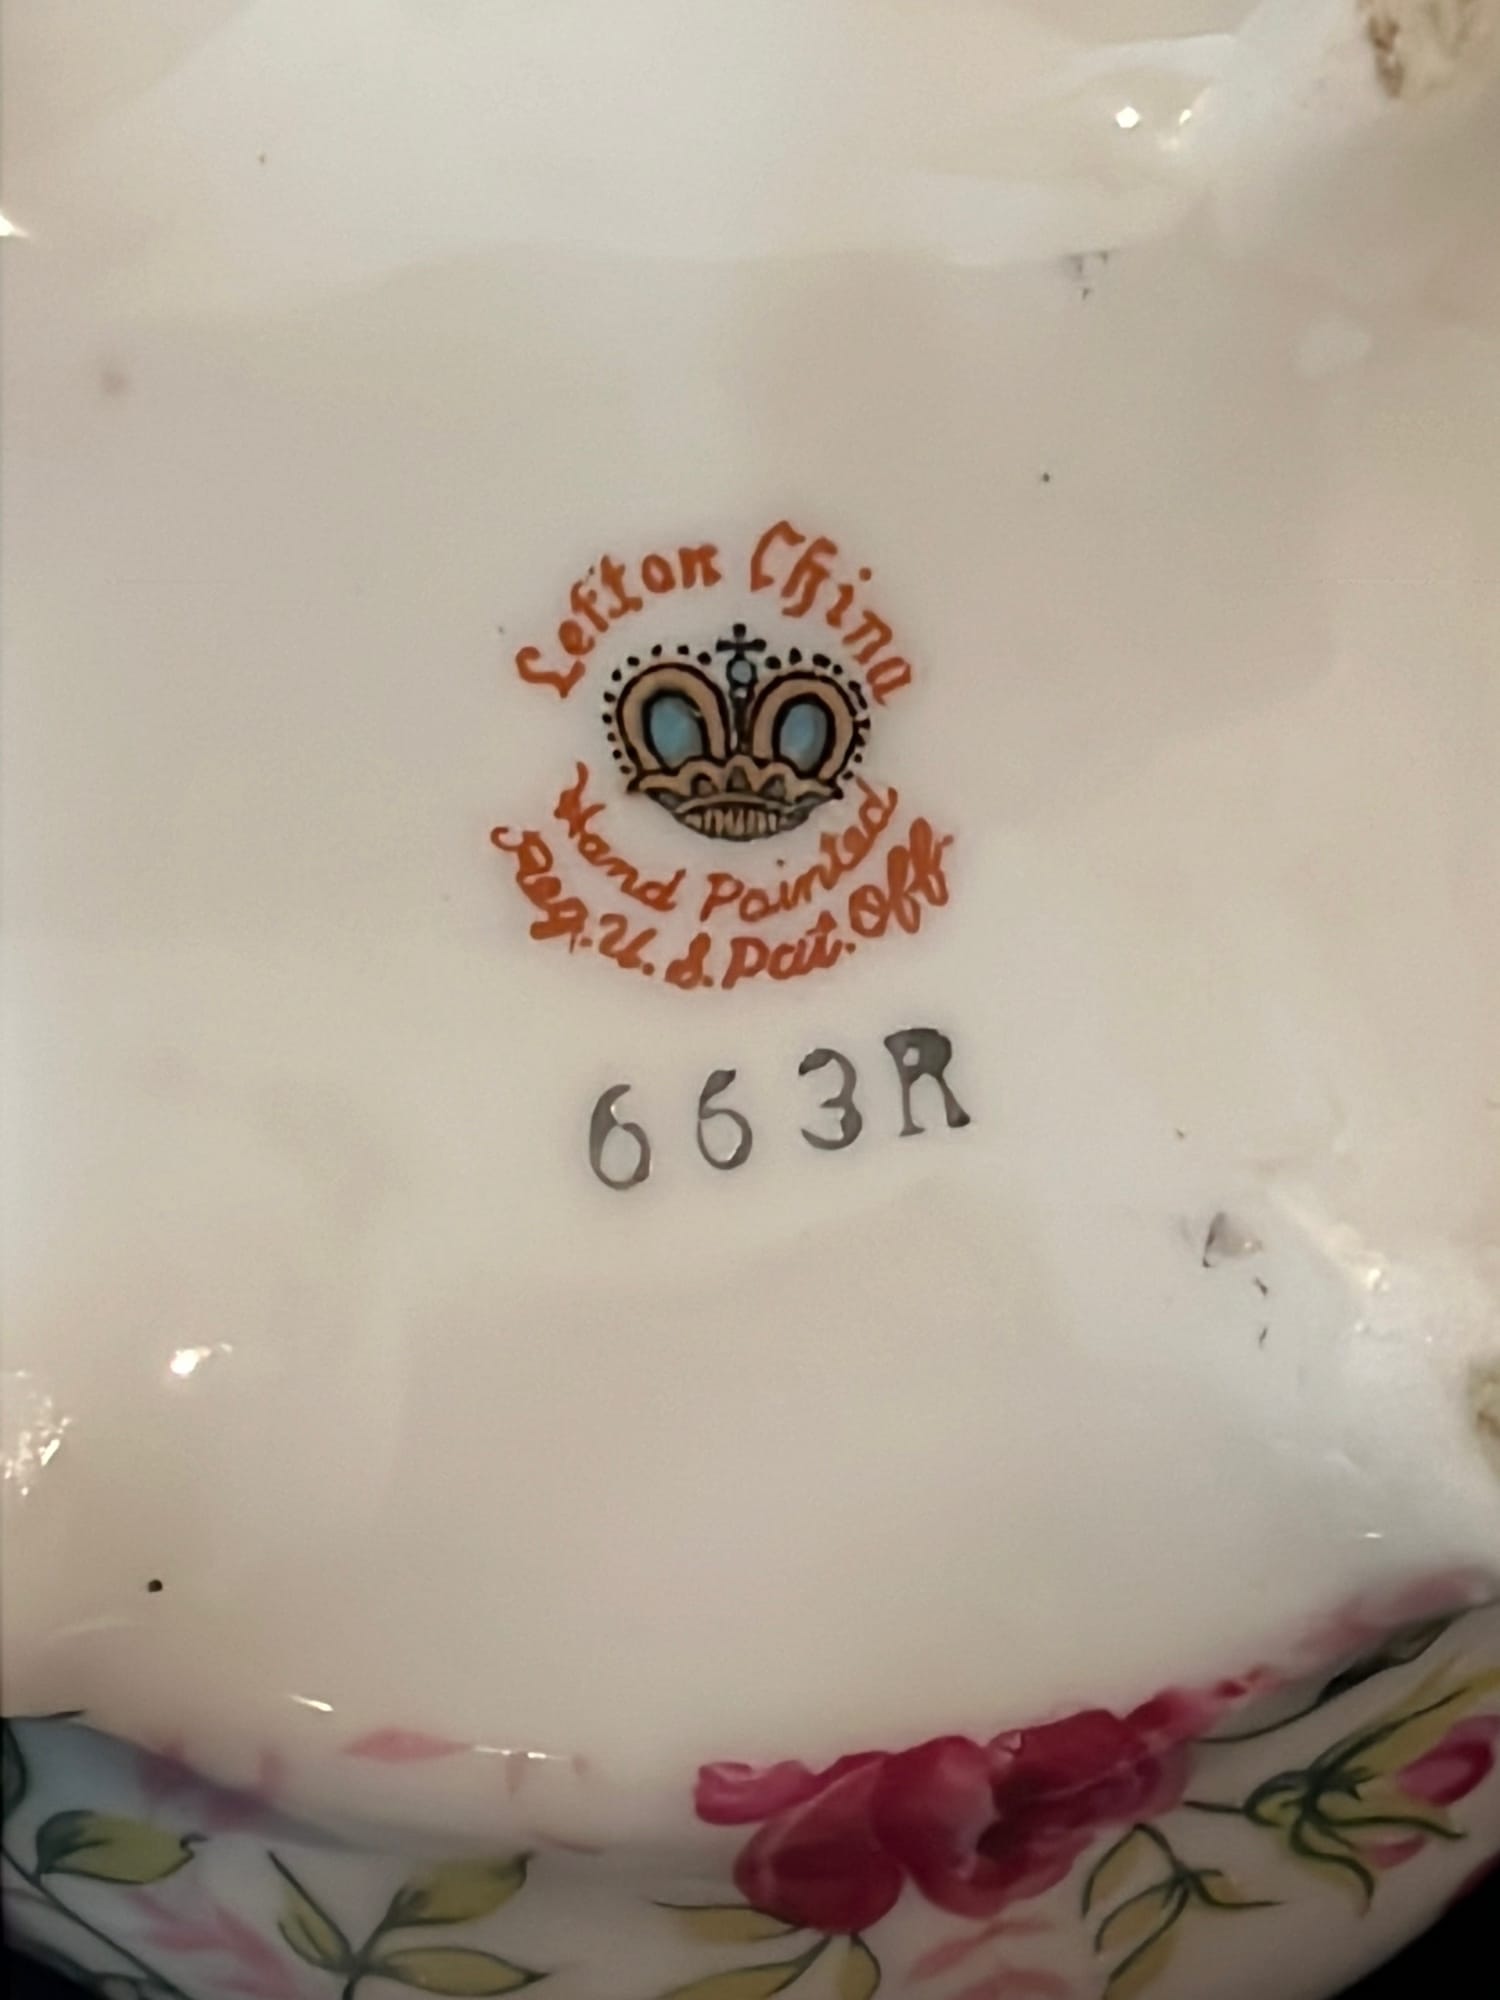 Lefton China
Hand Painted
Reg. U. S. Pat. Off.
663R